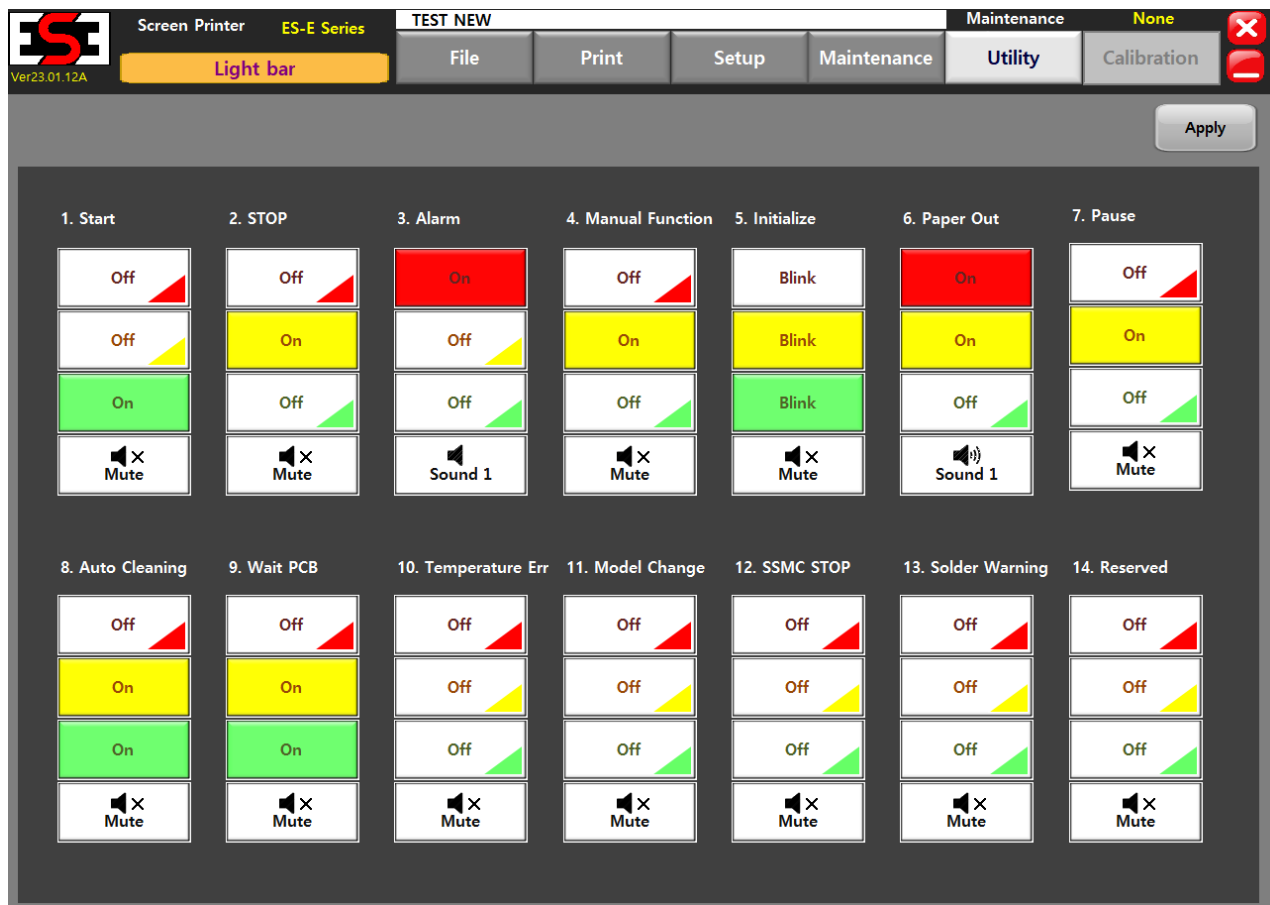 Screen Printer ES-E Series TEST NEW Maintenance None
Ver23.01.12A Light bar File Print Setup Maintenance Utility Calibration
Apply
1. Start 2. STOP 3. Alarm 4. Manual Function 5. Initialize 6. Paper Out 7. Pause
Off Off On Off Blink On Off
Off On Off On Blink On On
On Off Off Off Blink Off Off
Mute Mute Sound 1 Mute Mute Sound 1 Mute
8. Auto Cleaning 9. Wait PCB 10. Temperature Err 11. Model Change 12. SSMC STOP 13. Solder Warning 14. Reserved
Off Off Off Off Off Off Off
On On Off Off Off Off Off
On On Off Off Off Off Off
Mute Mute Mute Mute Mute Mute Mute